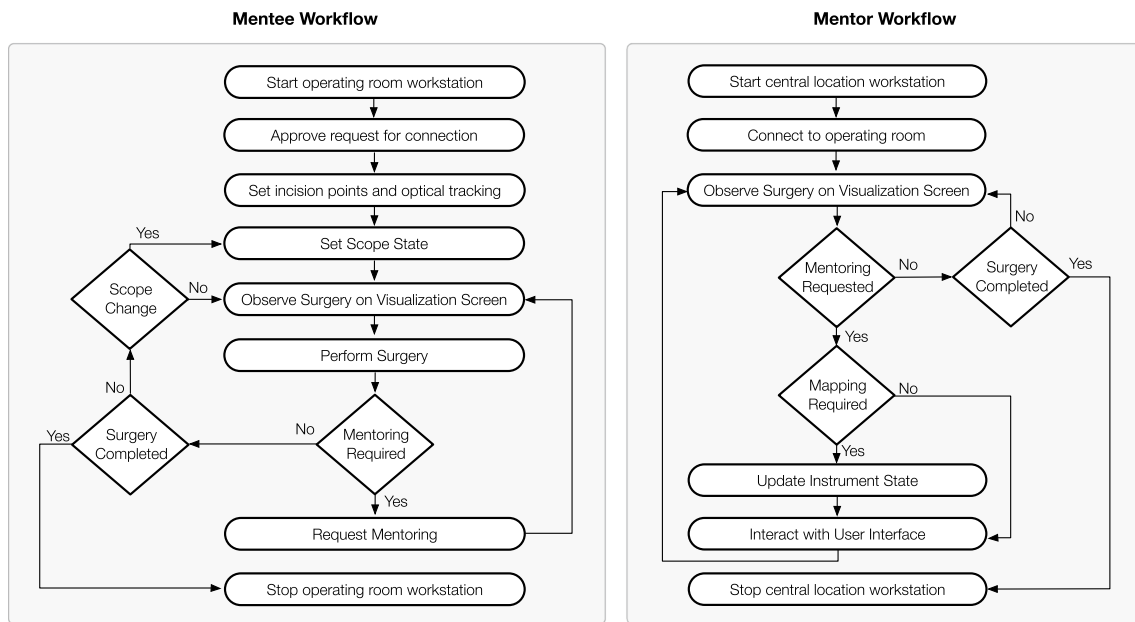 Mentee Workflow
Start operating room workstation
Approve request for connection
Set incision points and optical tracking
Yes
Set Scope State
Scope
Change
No
Observe Surgery on Visualization Screen
Perform Surgery
No
Yes
Surgery
Completed
No
Mentoring
Required
Yes
Request Mentoring
Stop operating room workstation
Mentor Workflow
Start central location workstation
Connect to operating room
Observe Surgery on Visualization Screen
No
Mentoring
Requested
No
Surgery
Completed
Yes
Yes
Mapping
Required
No
Yes
Update Instrument State
Interact with User Interface
Stop central location workstation